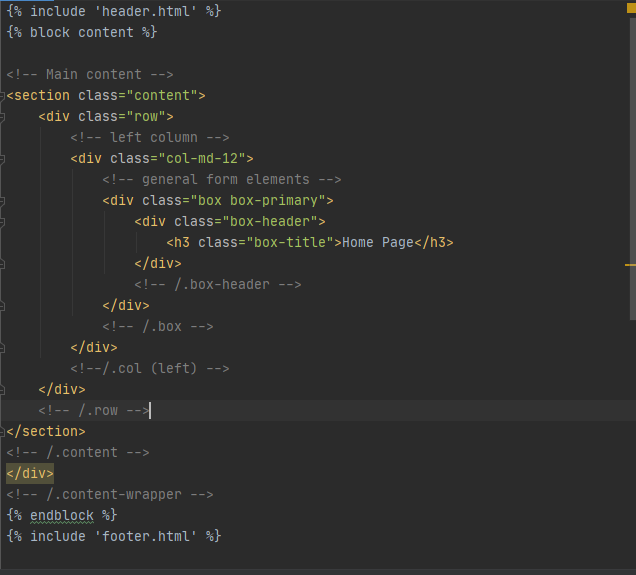 {% include 'header.html' %}
{% block content %}
<!-- Main content -->
<section class="content">
<div class="row">
<!-- left column -->
<div class="col-md-12">
<!-- general form elements -->
<div class="box box-primary">
<div class="box-header">
<h3 class="box-title">Home Page</h3>
</div>
<!-- /.box-header -->
</div>
<!-- /.box -->
</div>
<!--/.col (left) -->
</div>
<!-- /.row -->
</section>
<!-- /.content -->
</div>
<!-- /.content-wrapper -->
{% endblock %}
{% include 'footer.html' %}